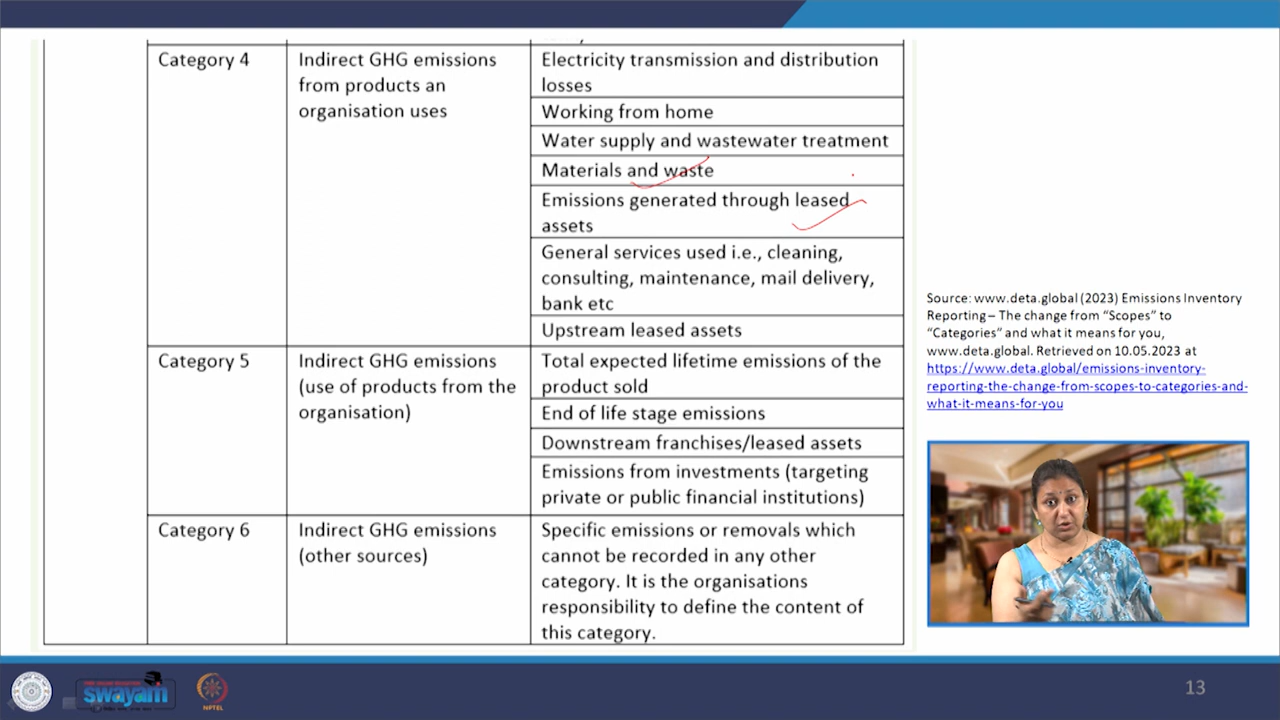 Category 4
Indirect GHG emissions
from products an
organisation uses
Electricity transmission and distribution
losses
Working from home
Water supply and wastewater treatment
Materials and waste
Emissions generated through leased
assets
General services used i.e., cleaning,
consulting, maintenance, mail delivery,
bank etc
Upstream leased assets
Category 5
Indirect GHG emissions
(use of products from the
organisation)
Total expected lifetime emissions of the
product sold
End of life stage emissions
Downstream franchises/leased assets
Emissions from investments (targeting
private or public financial institutions)
Category 6
Indirect GHG emissions
(other sources)
Specific emissions or removals which
cannot be recorded in any other
category. It is the organisations
responsibility to define the content of
this category.
Source: www.deta.global (2023) Emissions Inventory
Reporting – The change from “Scopes” to
“Categories” and what it means for you,
www.deta.global. Retrieved on 10.05.2023 at
https://www.deta.global/emissions-inventory-
reporting-the-change-from-scopes-to-categories-and-
what-it-means-for-you
swayam
NPTEL
13